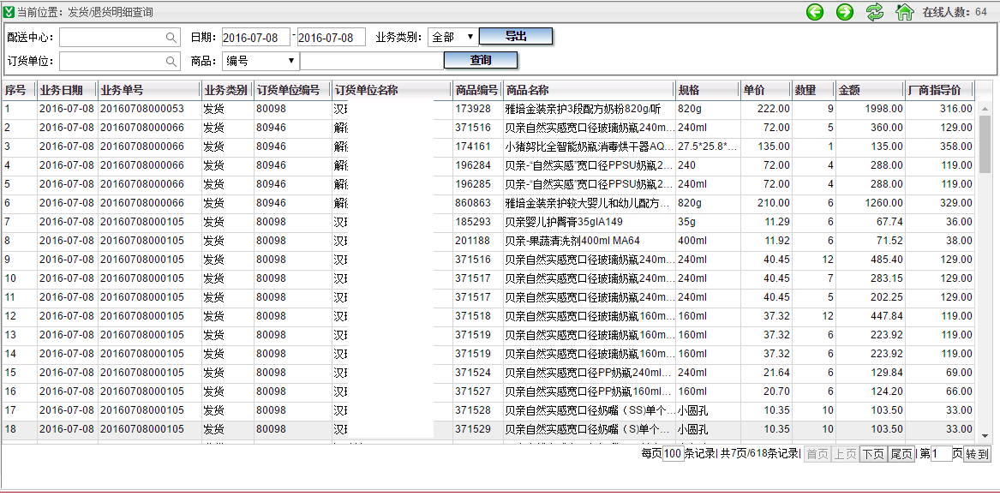 当前位置：发货/退货明细查询 在线人数: 64
配送中心: 日期: 2016-07-08 - 2016-07-08 业务类别: 全部 导出
订货单位: 商品: 编号 查询
序号 业务日期 业务单号 业务类别 订货单位编号 订货单位名称 商品编号 商品名称 规格 单价 数量 金额 厂商指导价
1 2016-07-08 20160708000053 发货 80098 汉 173928 雅培金装亲护3段配方奶粉820g/听 820g 222.00 9 1998.00 316.00
2 2016-07-08 20160708000066 发货 80946 解 371516 贝亲自然实感宽口径玻璃奶瓶240m... 240ml 72.00 5 360.00 129.00
3 2016-07-08 20160708000066 发货 80946 解 174161 小猪努比全智能奶瓶消毒烘干器AQ... 27.5*25.8*... 135.00 1 135.00 358.00
4 2016-07-08 20160708000066 发货 80946 解 196284 贝亲-“自然实感”宽口径PPSU奶瓶2... 240 72.00 4 288.00 119.00
5 2016-07-08 20160708000066 发货 80946 解 196285 贝亲-“自然实感”宽口径PPSU奶瓶2... 240ml 72.00 4 288.00 119.00
6 2016-07-08 20160708000066 发货 80946 解 860863 雅培金装亲护较大婴儿和幼儿配方... 820g 210.00 6 1260.00 329.00
7 2016-07-08 20160708000105 发货 80098 汉 185293 贝亲婴儿护臀膏35gIA149 35g 11.29 6 67.74 36.00
8 2016-07-08 20160708000105 发货 80098 汉 201188 贝亲-果蔬清洗剂400ml MA64 400ml 11.92 6 71.52 38.00
9 2016-07-08 20160708000105 发货 80098 汉 371516 贝亲自然实感宽口径玻璃奶瓶240m... 240ml 40.45 12 485.40 129.00
10 2016-07-08 20160708000105 发货 80098 汉 371517 贝亲自然实感宽口径玻璃奶瓶240m... 240ml 40.45 7 283.15 129.00
11 2016-07-08 20160708000105 发货 80098 汉 371517 贝亲自然实感宽口径玻璃奶瓶240m... 240ml 40.45 5 202.25 129.00
12 2016-07-08 20160708000105 发货 80098 汉 371518 贝亲自然实感宽口径玻璃奶瓶160m... 160ml 37.32 12 447.84 119.00
13 2016-07-08 20160708000105 发货 80098 汉 371519 贝亲自然实感宽口径玻璃奶瓶160m... 160ml 37.32 6 223.92 119.00
14 2016-07-08 20160708000105 发货 80098 汉 371519 贝亲自然实感宽口径玻璃奶瓶160m... 160ml 37.32 6 223.92 119.00
15 2016-07-08 20160708000105 发货 80098 汉 371524 贝亲自然实感宽口径PP奶瓶240ml... 240ml 21.64 6 129.84 69.00
16 2016-07-08 20160708000105 发货 80098 汉 371527 贝亲自然实感宽口径PP奶瓶160ml... 160ml 20.70 6 124.20 66.00
17 2016-07-08 20160708000105 发货 80098 汉 371528 贝亲自然实感宽口径奶嘴（SS)单个... 小圆孔 10.35 10 103.50 33.00
18 2016-07-08 20160708000105 发货 80098 汉 371529 贝亲自然实感宽口径奶嘴（S)单个... 小圆孔 10.35 10 103.50 33.00
每页100条记录| 共7页/618条记录| 首页 上页 下页 尾页| 第1页 转到